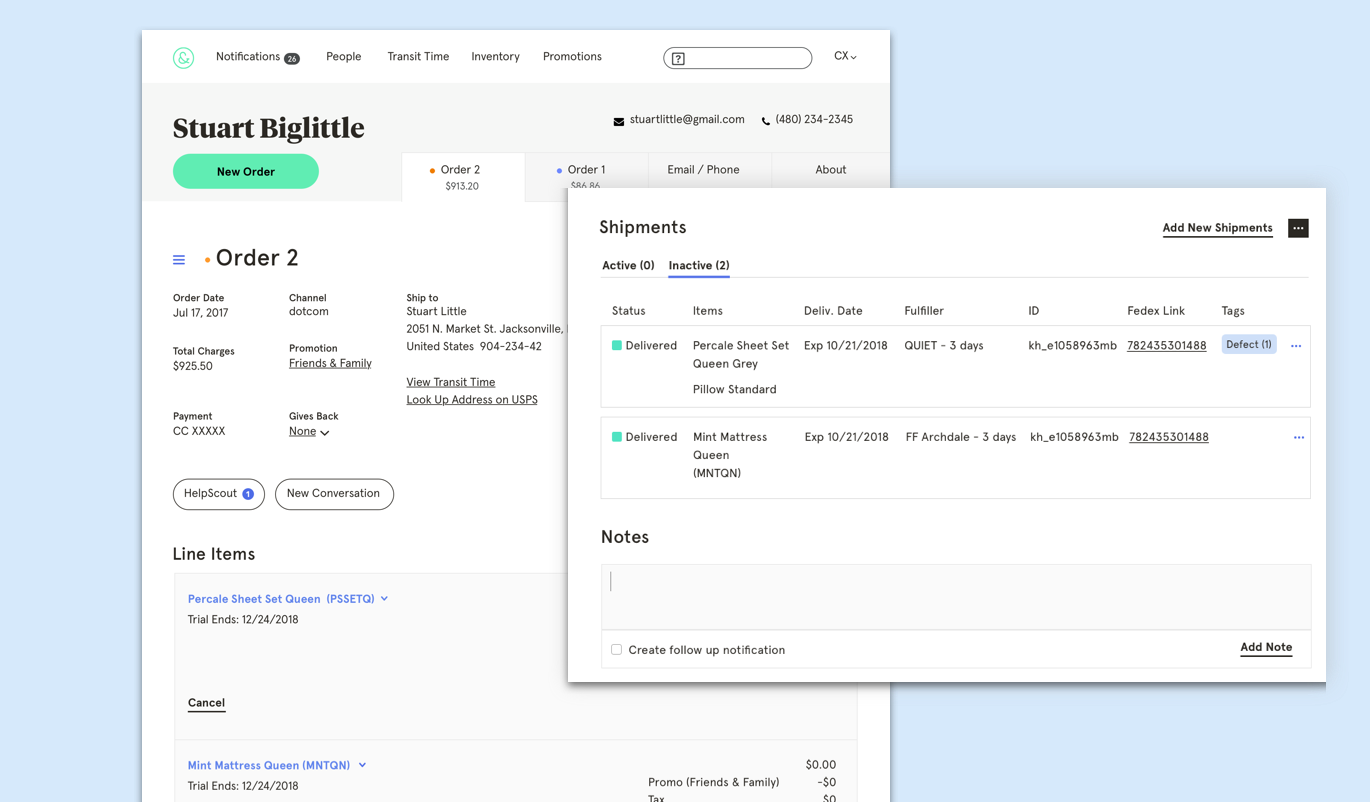 &
Notifications 26
People
Transit Time
Inventory
Promotions
?
CX
Stuart Biglittle
stuartlittle@gmail.com
(480) 234-2345
New Order
Order 2
$913.20
Order 1
$86.86
Email / Phone
About
Order 2
Order Date
Jul 17, 2017
Channel
dotcom
Ship to
Stuart Little
2051 N. Market St. Jacksonville,
United States 904-234-42
Total Charges
$925.50
Promotion
Friends & Family
View Transit Time
Look Up Address on USPS
Payment
CC XXXXX
Gives Back
None
HelpScout 1
New Conversation
Line Items
Percale Sheet Set Queen (PSSETQ)
Trial Ends: 12/24/2018
Cancel
Mint Mattress Queen (MNTQN)
Trial Ends: 12/24/2018
$0.00
Promo (Friends & Family) -$0
Tax $0
Shipments
Add New Shipments
...
Active (0) Inactive (2)
Status Items Deliv. Date Fulfiller ID Fedex Link Tags
Delivered Percale Sheet Set Exp 10/21/2018 QUIET - 3 days kh_e1058963mb 782435301488 Defect (1) ...
Queen Grey
Pillow Standard
Delivered Mint Mattress Exp 10/21/2018 FF Archdale - 3 days kh_e1058963mb 782435301488 ...
Queen
(MNTQN)
Notes
Create follow up notification
Add Note